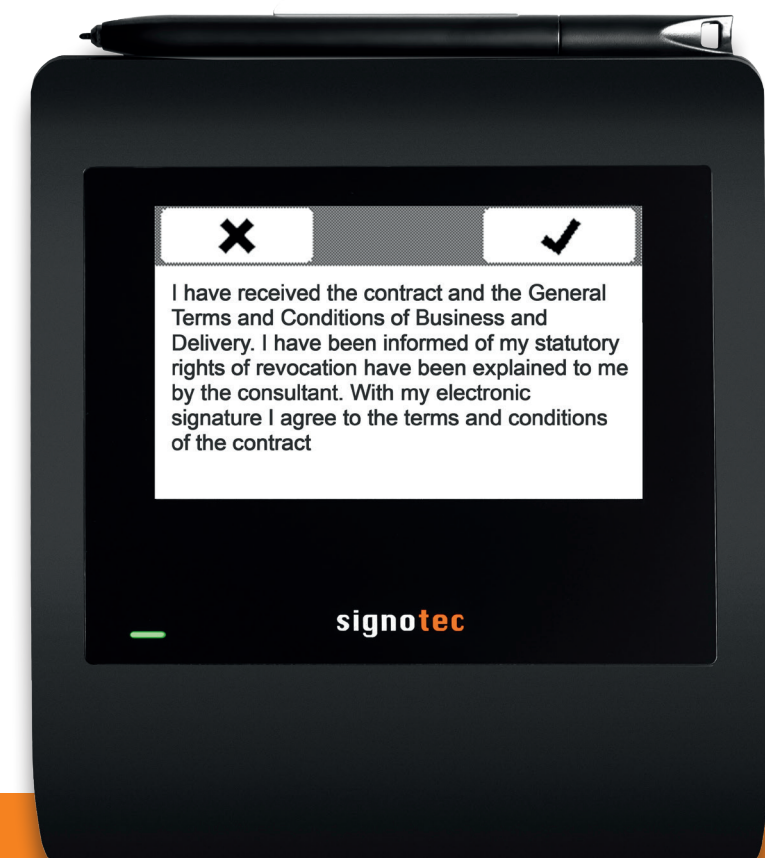 I have received the contract and the General
Terms and Conditions of Business and
Delivery. I have been informed of my statutory
rights of revocation have been explained to me
by the consultant. With my electronic
signature I agree to the terms and conditions
of the contract
signotec